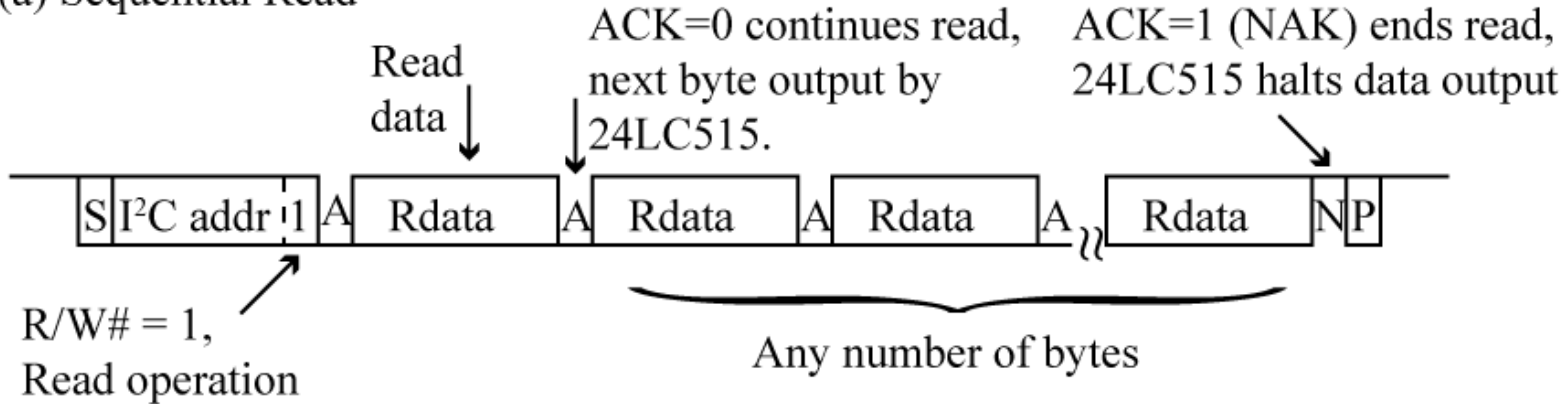 (a) Sequential Read
Read
data
ACK=0 continues read,
next byte output by
24LC515.
ACK=1 (NAK) ends read,
24LC515 halts data output
S I²C addr 1 A Rdata A Rdata A Rdata A Rdata N P
R/W# = 1,
Read operation
Any number of bytes